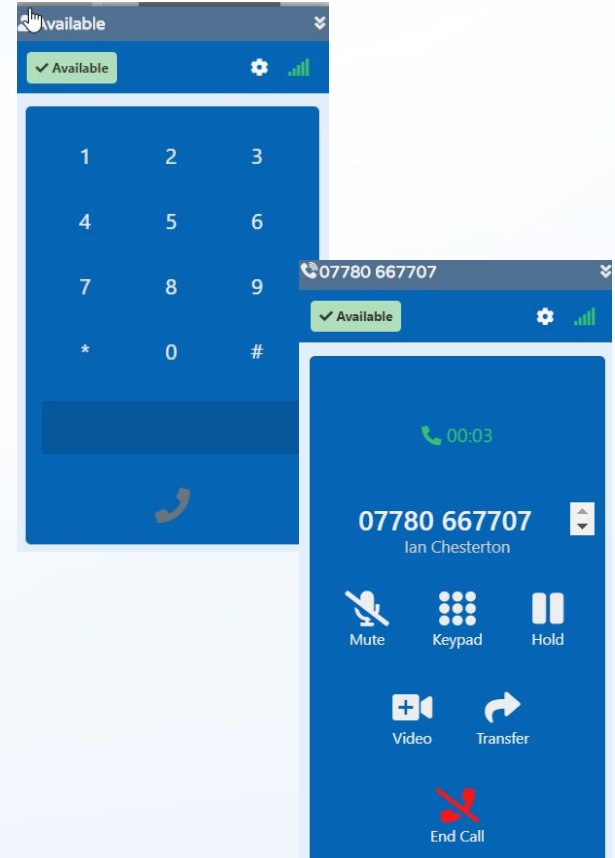 Available
Available
1 2 3
4 5 6
7 8 9
* 0 #
07780 667707
Available
00:03
07780 667707
Ian Chesterton
Mute Keypad Hold
Video Transfer
End Call